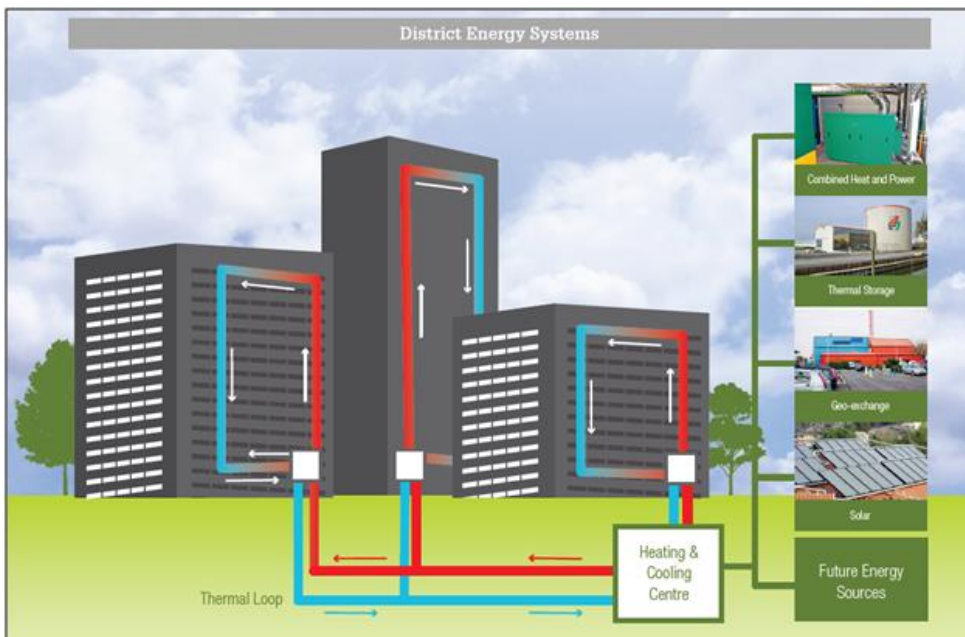 District Energy Systems
Combined Heat and Power
Thermal Storage
Geo-exchange
Solar
Heating &
Cooling
Centre
Future Energy
Sources
Thermal Loop